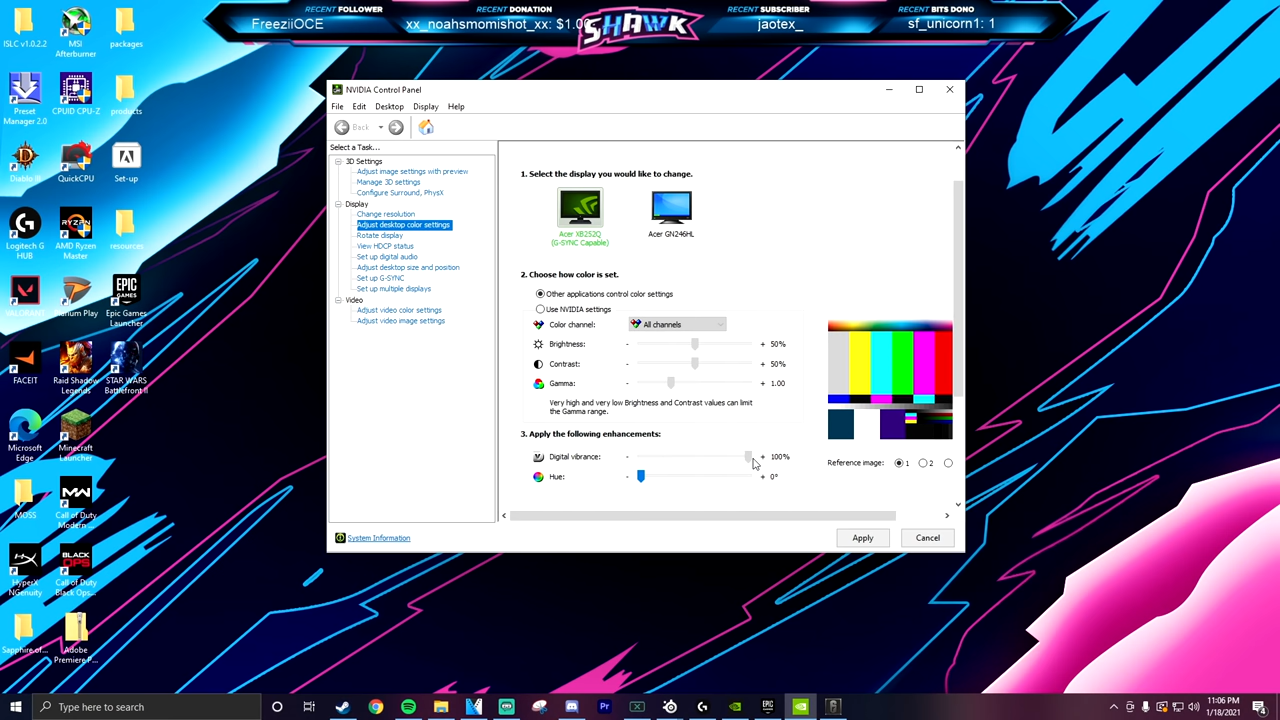 RECENT FOLLOWER
FreeziiOCE
RECENT DONATION
xx_noahsmomishot_xx: $1.00
SHAWK
RECENT SUBSCRIBER
jaotex_
RECENT BITS DONO
sf_unicorn1: 1
ISLC v1.0.2.2
MSI Afterburner
packages
Preset Manager 2.0
CPUID CPU-Z
products
Diablo III
QuickCPU
Set-up
Logitech G HUB
AMD Ryzen Master
resources
VALORANT
Epic Games Launcher
FACEIT
Raid Shadow Legends
STAR WARS Battlefront II
Microsoft Edge
Minecraft Launcher
MOSS
Call of Duty Modern ...
HyperX NGenuity
Call of Duty Black Ops...
Sapphire of...
Adobe Premiere P...
NVIDIA Control Panel
File Edit Desktop Display Help
Back
Select a Task...
3D Settings
Adjust image settings with preview
Manage 3D settings
Configure Surround, PhysX
Display
Change resolution
Adjust desktop color settings
Rotate display
View HDCP status
Set up digital audio
Adjust desktop size and position
Set up G-SYNC
Set up multiple displays
Video
Adjust video color settings
Adjust video image settings
System Information
1. Select the display you would like to change.
Acer XB252Q
(G-SYNC Capable)
Acer GN246HL
2. Choose how color is set.
Other applications control color settings
Use NVIDIA settings
Color channel: All channels
Brightness: - + 50%
Contrast: - + 50%
Gamma: - + 1.00
Very high and very low Brightness and Contrast values can limit
the Gamma range.
3. Apply the following enhancements:
Digital vibrance: - + 100%
Hue: - + 0°
Reference image: 1 2
Apply Cancel
Type here to search
11:06 PM
1/18/2021